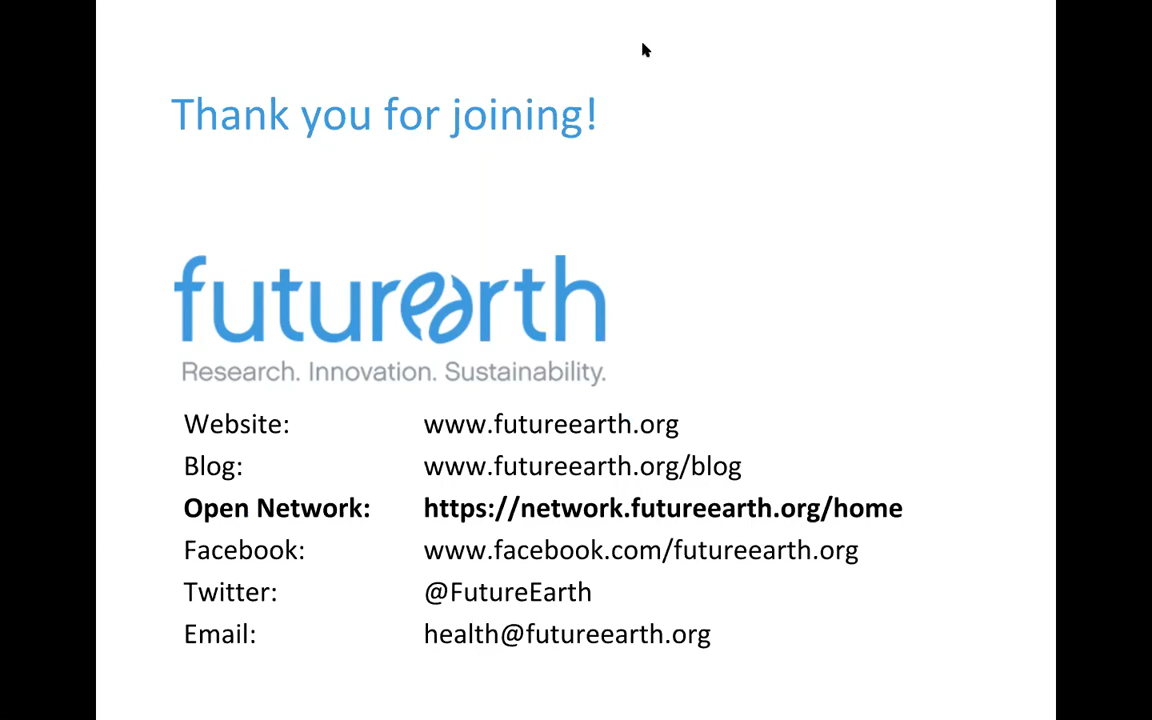 Thank you for joining!
futurearth
Research. Innovation. Sustainability.
Website: www.futureearth.org
Blog: www.futureearth.org/blog
Open Network: https://network.futureearth.org/home
Facebook: www.facebook.com/futureearth.org
Twitter: @FutureEarth
Email: health@futureearth.org